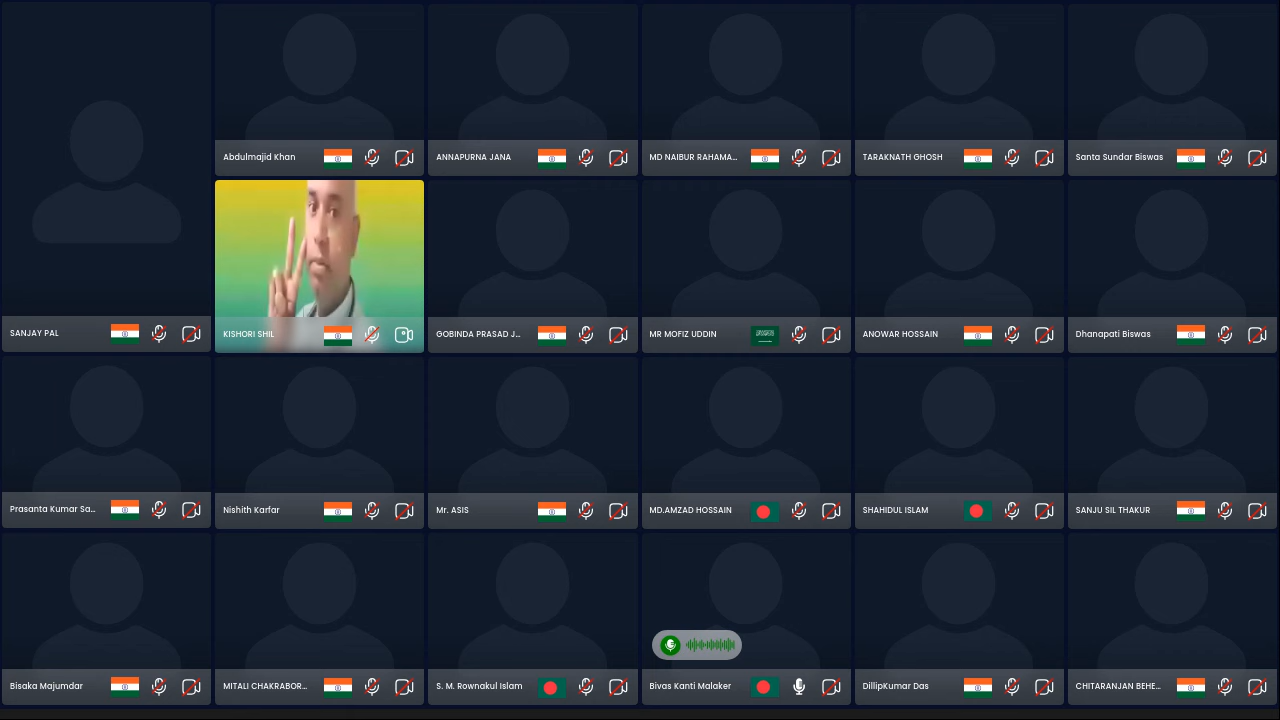 SANJAY PAL
Abdulmajid Khan
ANNAPURNA JANA
MD NAIBUR RAHAMA...
TARAKNATH GHOSH
Santa Sundar Biswas
KISHORI SHIL
GOBINDA PRASAD J...
MR MOFIZ UDDIN
ANOWAR HOSSAIN
Dhanapati Biswas
Prasanta Kumar Sa...
Nishith Karfar
Mr. ASIS
MD.AMZAD HOSSAIN
SHAHIDUL ISLAM
SANJU SIL THAKUR
Bisaka Majumdar
MITALI CHAKRABOR...
S. M. Rownakul Islam
Bivas Kanti Malaker
DillipKumar Das
CHITARANJAN BEHE...